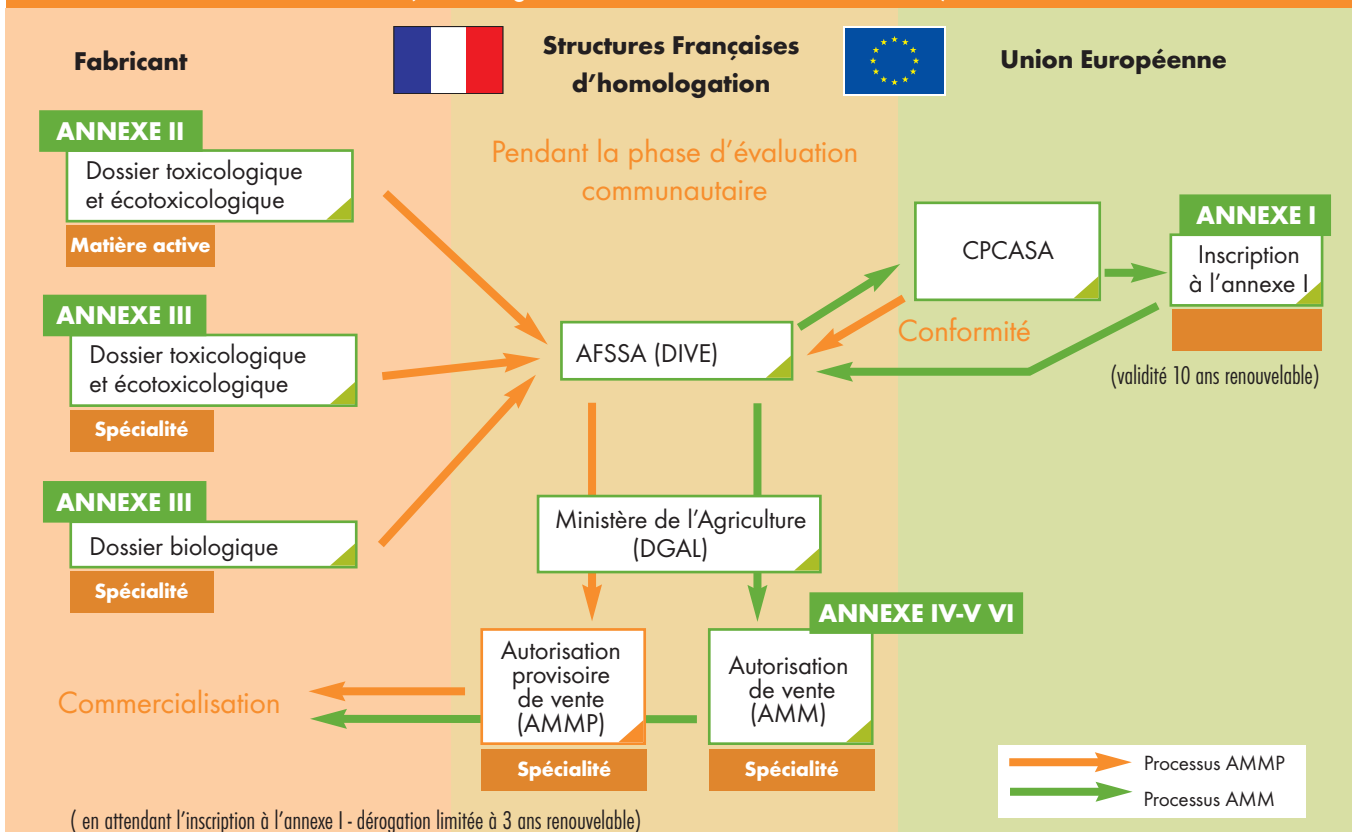 Fabricant
Structures Françaises
d'homologation
Union Européenne
Pendant la phase d'évaluation
communautaire
ANNEXE II
Dossier toxicologique
et écotoxicologique
Matière active
ANNEXE III
Dossier toxicologique
et écotoxicologique
Spécialité
ANNEXE III
Dossier biologique
Spécialité
AFSSA (DIVE)
CPCASA
Conformité
ANNEXE I
Inscription
à l'annexe I
(validité 10 ans renouvelable)
Ministère de l'Agriculture
(DGAL)
ANNEXE IV-V VI
Autorisation
provisoire
de vente
(AMMP)
Spécialité
Autorisation
de vente
(AMM)
Spécialité
Commercialisation
Processus AMMP
Processus AMM
( en attendant l'inscription à l'annexe I - dérogation limitée à 3 ans renouvelable)